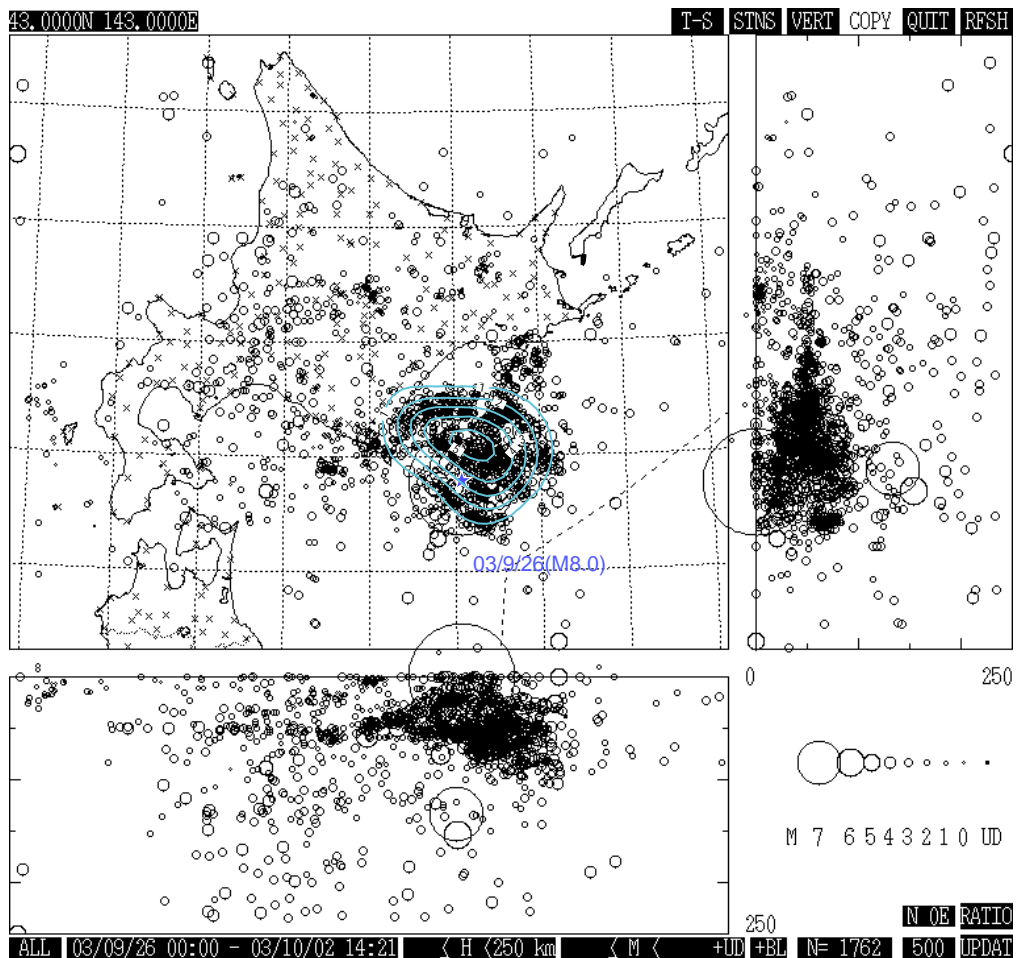 43.0000N 143.0000E T-S STNS VERT COPY QUIT RFSH
03/9/26(M8.0)
8
0 250
M 7 6 5 4 3 2 1 0 UD
250
N 0E RATIO
ALL 03/09/26 00:00 - 03/10/02 14:21 〈 H 〈250 km 〈 M 〈 +UD +BL N= 1762 500 UPDAT